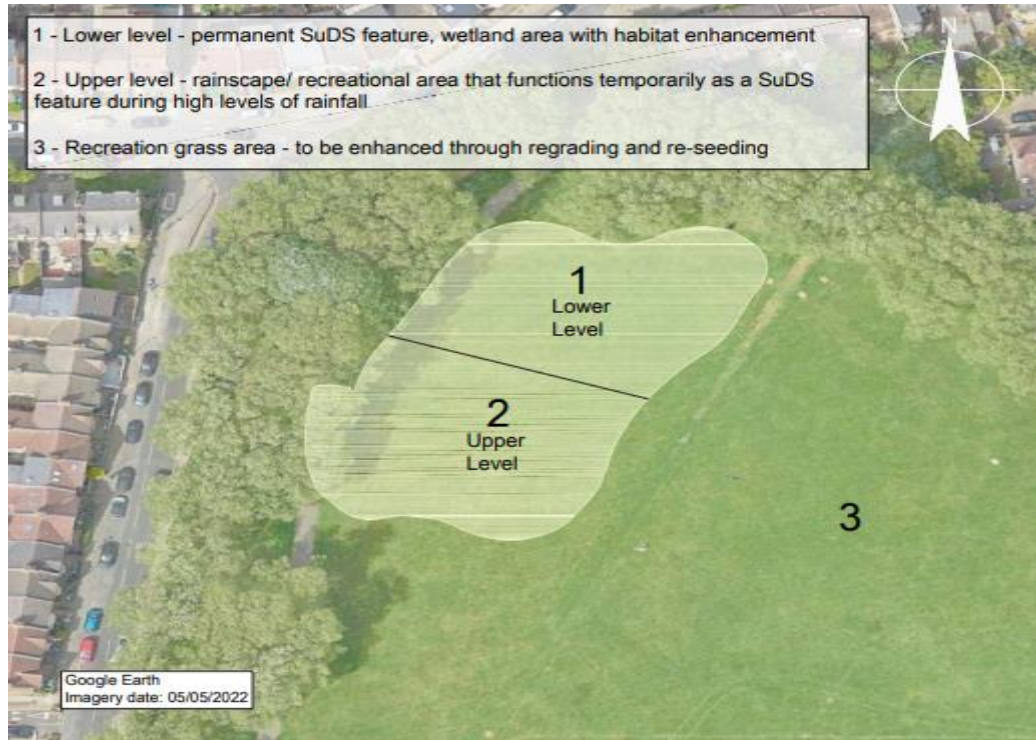 1 - Lower level - permanent SuDS feature, wetland area with habitat enhancement
2 - Upper level - rainscape/ recreational area that functions temporarily as a SuDS
feature during high levels of rainfall
3 - Recreation grass area - to be enhanced through regrading and re-seeding
N
1
Lower
Level
2
Upper
Level
3
Google Earth
Imagery date: 05/05/2022